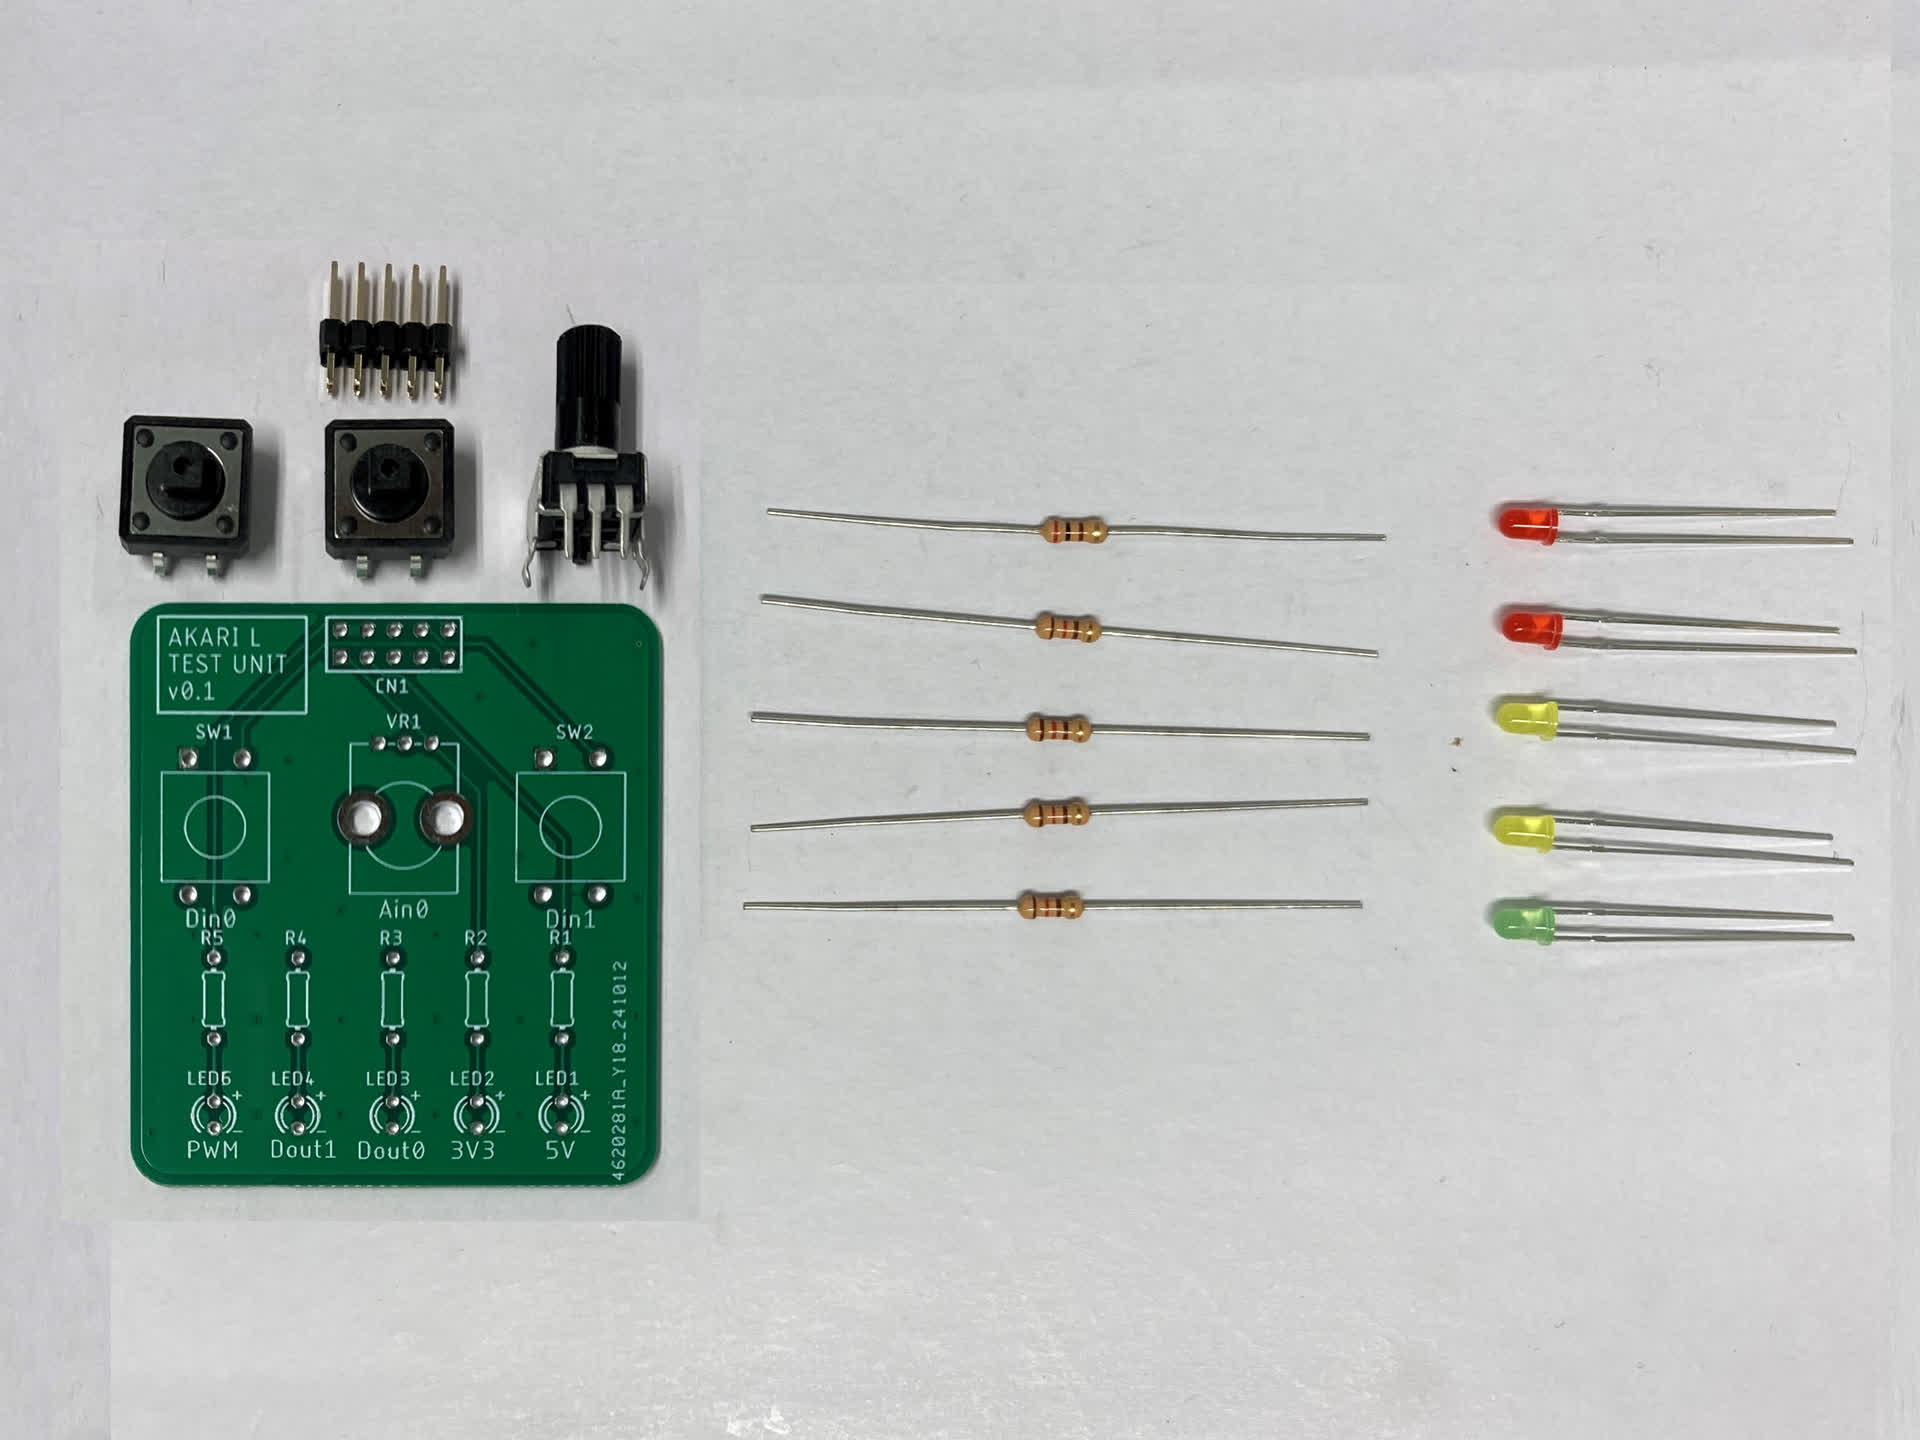 AKARI L
TEST UNIT
v0.1
CN1
SW1
VR1
SW2
Din0
Ain0
Din1
R5
R4
R3
R2
R1
LED5
LED4
LED3
LED2
LED1
+
+
+
+
+
-
-
-
-
-
PWM
Dout1
Dout0
3V3
5V
4620281A_Y18_241012